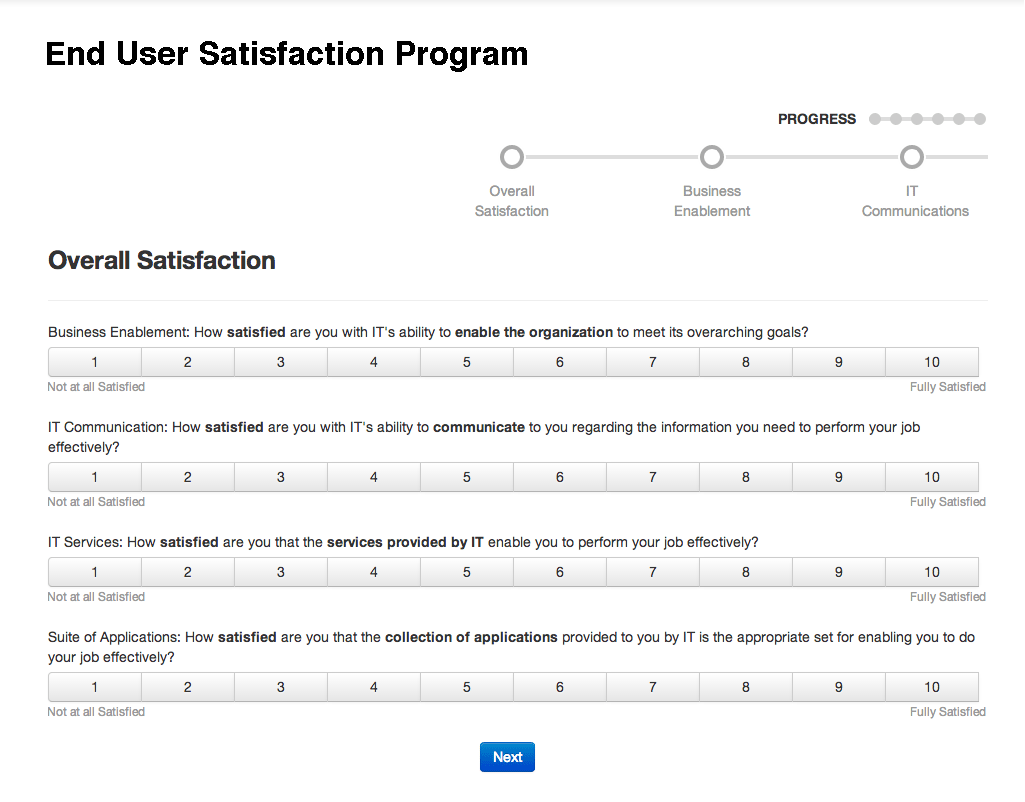 End User Satisfaction Program
PROGRESS
Overall Satisfaction
Business Enablement
IT Communications
Overall Satisfaction
Business Enablement: How satisfied are you with IT's ability to enable the organization to meet its overarching goals?
1 2 3 4 5 6 7 8 9 10
Not at all Satisfied Fully Satisfied
IT Communication: How satisfied are you with IT's ability to communicate to you regarding the information you need to perform your job
effectively?
1 2 3 4 5 6 7 8 9 10
Not at all Satisfied Fully Satisfied
IT Services: How satisfied are you that the services provided by IT enable you to perform your job effectively?
1 2 3 4 5 6 7 8 9 10
Not at all Satisfied Fully Satisfied
Suite of Applications: How satisfied are you that the collection of applications provided to you by IT is the appropriate set for enabling you to do
your job effectively?
1 2 3 4 5 6 7 8 9 10
Not at all Satisfied Fully Satisfied
Next